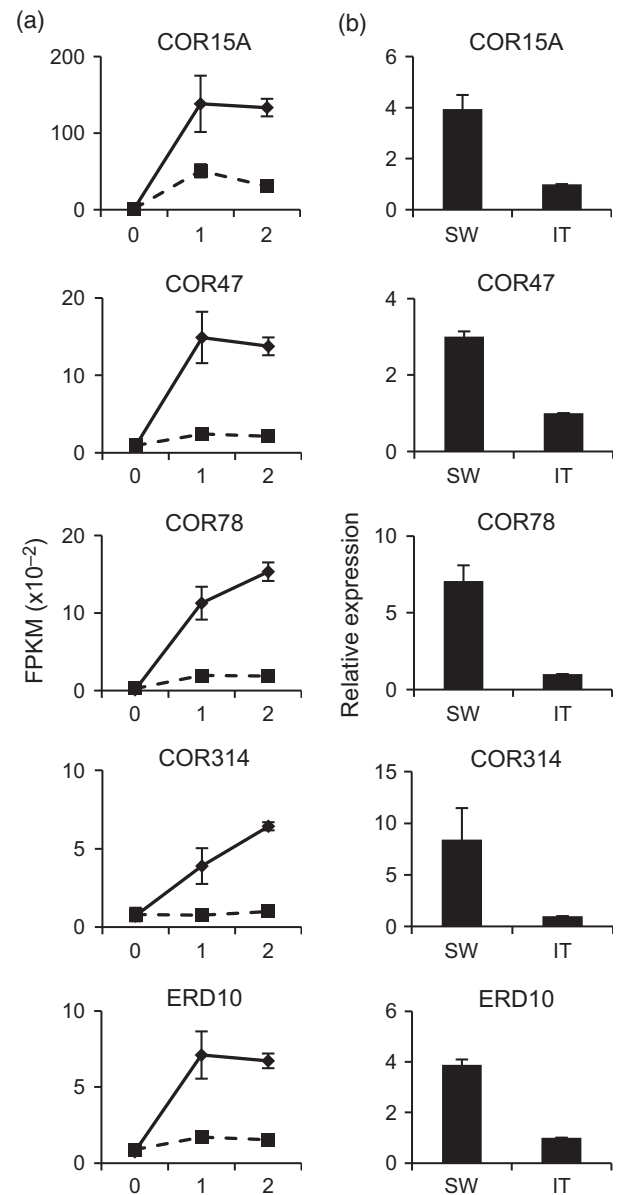 (a)
(b)
COR15A
200
100
0
0 1 2
COR15A
6
4
2
0
SW IT
COR47
20
10
0
0 1 2
COR47
4
2
0
SW IT
COR78
20
10
0
0 1 2
COR78
10
5
0
SW IT
COR314
10
5
0
0 1 2
COR314
15
10
5
0
SW IT
ERD10
10
5
0
0 1 2
ERD10
6
4
2
0
SW IT
FPKM (x10⁻²)
Relative expression